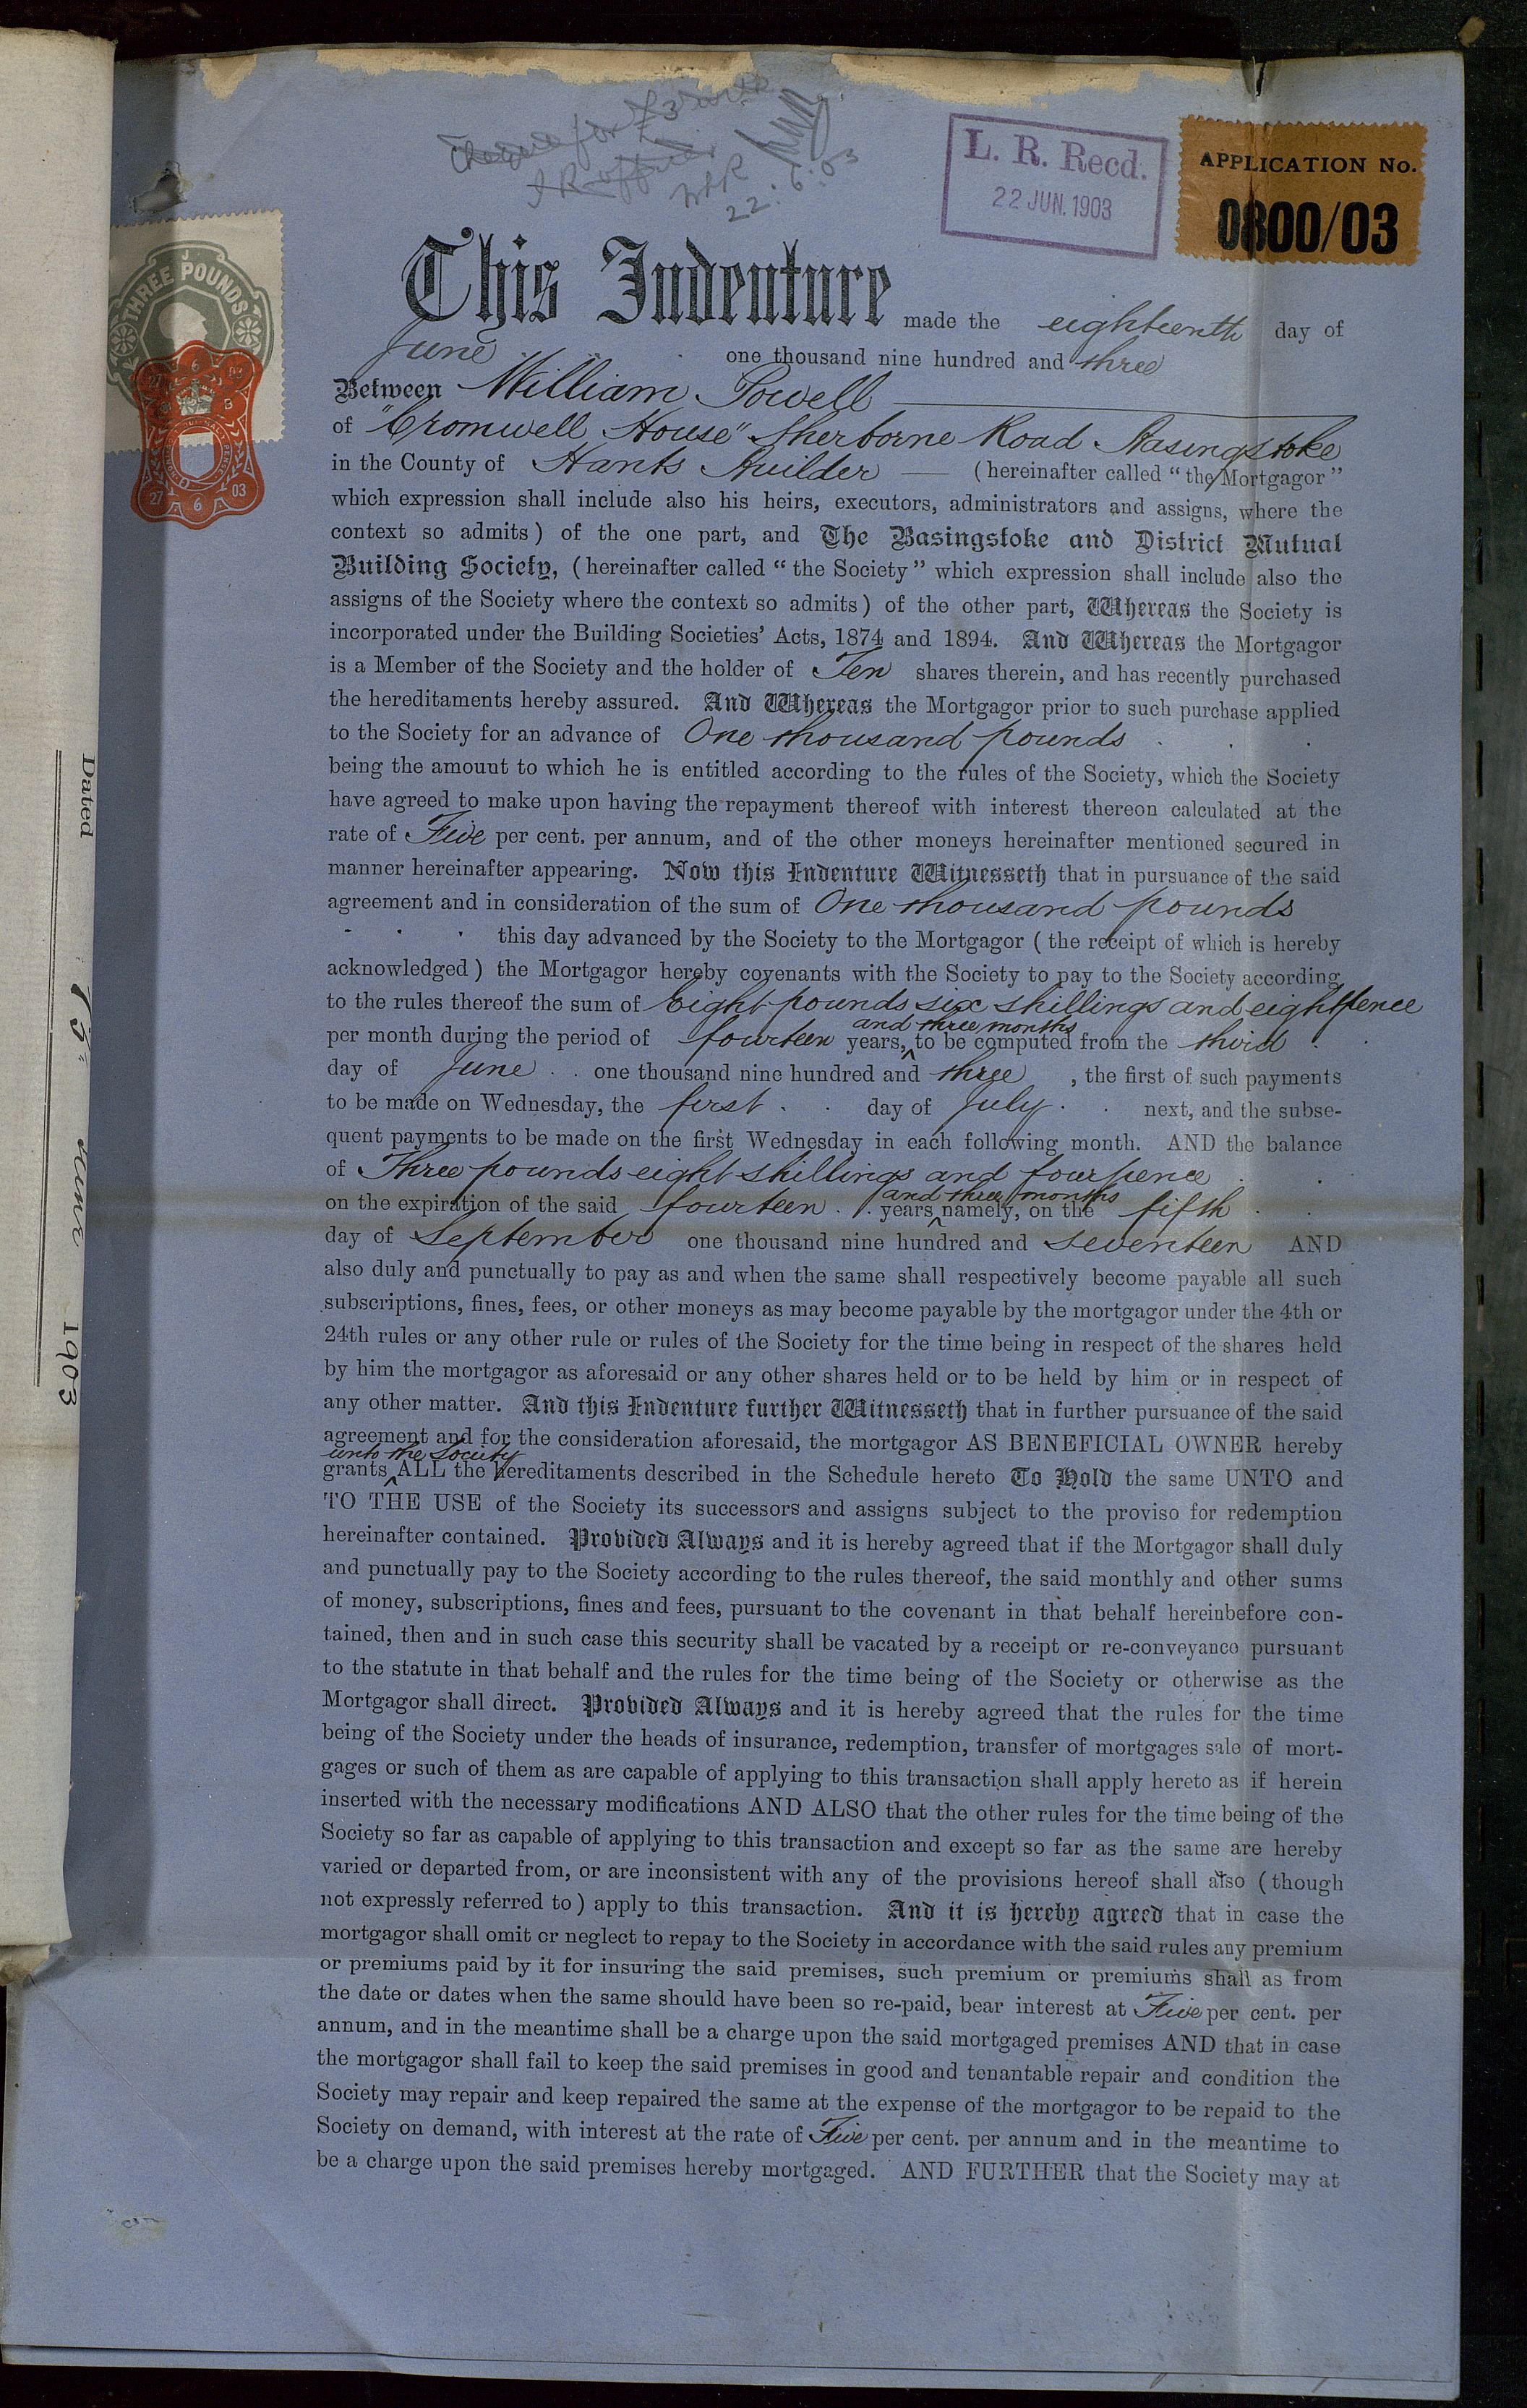 Cheque for £3
22.6.03
L. R. Recd.
22 JUN. 1903
APPLICATION No.
0800/03
THREE POUNDS
27 6 03
This Indenture made the eighteenth day of
June one thousand nine hundred and three
Between William Powell
of "Cromwell House" Sherborne Road Basingstoke
in the County of Hants Builder (hereinafter called "the Mortgagor"
which expression shall include also his heirs, executors, administrators and assigns, where the
context so admits) of the one part, and The Basingstoke and District Mutual
Building Society, (hereinafter called "the Society" which expression shall include also the
assigns of the Society where the context so admits) of the other part, Whereas the Society is
incorporated under the Building Societies' Acts, 1874 and 1894. And Whereas the Mortgagor
is a Member of the Society and the holder of Ten shares therein, and has recently purchased
the hereditaments hereby assured. And Whereas the Mortgagor prior to such purchase applied
to the Society for an advance of One thousand pounds
being the amount to which he is entitled according to the rules of the Society, which the Society
have agreed to make upon having the repayment thereof with interest thereon calculated at the
rate of Five per cent. per annum, and of the other moneys hereinafter mentioned secured in
manner hereinafter appearing. Now this Indenture Witnesseth that in pursuance of the said
agreement and in consideration of the sum of One thousand pounds
this day advanced by the Society to the Mortgagor (the receipt of which is hereby
acknowledged) the Mortgagor hereby covenants with the Society to pay to the Society according
to the rules thereof the sum of Eight pounds six shillings and eightpence
and three months
per month during the period of fourteen years, to be computed from the third
day of June one thousand nine hundred and three, the first of such payments
to be made on Wednesday, the first day of July next, and the subse-
quent payments to be made on the first Wednesday in each following month. AND the balance
of Three pounds eight shillings and fourpence
and three months
on the expiration of the said fourteen years namely, on the fifth
day of September one thousand nine hundred and seventeen AND
also duly and punctually to pay as and when the same shall respectively become payable all such
subscriptions, fines, fees, or other moneys as may become payable by the mortgagor under the 4th or
24th rules or any other rule or rules of the Society for the time being in respect of the shares held
by him the mortgagor as aforesaid or any other shares held or to be held by him or in respect of
any other matter. And this Indenture further Witnesseth that in further pursuance of the said
agreement and for the consideration aforesaid, the mortgagor AS BENEFICIAL OWNER hereby
unto the Society
grants ALL the hereditaments described in the Schedule hereto To Hold the same UNTO and
TO THE USE of the Society its successors and assigns subject to the proviso for redemption
hereinafter contained. Provided Always and it is hereby agreed that if the Mortgagor shall duly
and punctually pay to the Society according to the rules thereof, the said monthly and other sums
of money, subscriptions, fines and fees, pursuant to the covenant in that behalf hereinbefore con-
tained, then and in such case this security shall be vacated by a receipt or re-conveyance pursuant
to the statute in that behalf and the rules for the time being of the Society or otherwise as the
Mortgagor shall direct. Provided Always and it is hereby agreed that the rules for the time
being of the Society under the heads of insurance, redemption, transfer of mortgages sale of mort-
gages or such of them as are capable of applying to this transaction shall apply hereto as if herein
inserted with the necessary modifications AND ALSO that the other rules for the time being of the
Society so far as capable of applying to this transaction and except so far as the same are hereby
varied or departed from, or are inconsistent with any of the provisions hereof shall also (though
not expressly referred to) apply to this transaction. And it is hereby agreed that in case the
mortgagor shall omit or neglect to repay to the Society in accordance with the said rules any premium
or premiums paid by it for insuring the said premises, such premium or premiums shall as from
the date or dates when the same should have been so re-paid, bear interest at Five per cent. per
annum, and in the meantime shall be a charge upon the said mortgaged premises AND that in case
the mortgagor shall fail to keep the said premises in good and tenantable repair and condition the
Society may repair and keep repaired the same at the expense of the mortgagor to be repaid to the
Society on demand, with interest at the rate of Five per cent. per annum and in the meantime to
be a charge upon the said premises hereby mortgaged. AND FURTHER that the Society may at
Dated June 1903